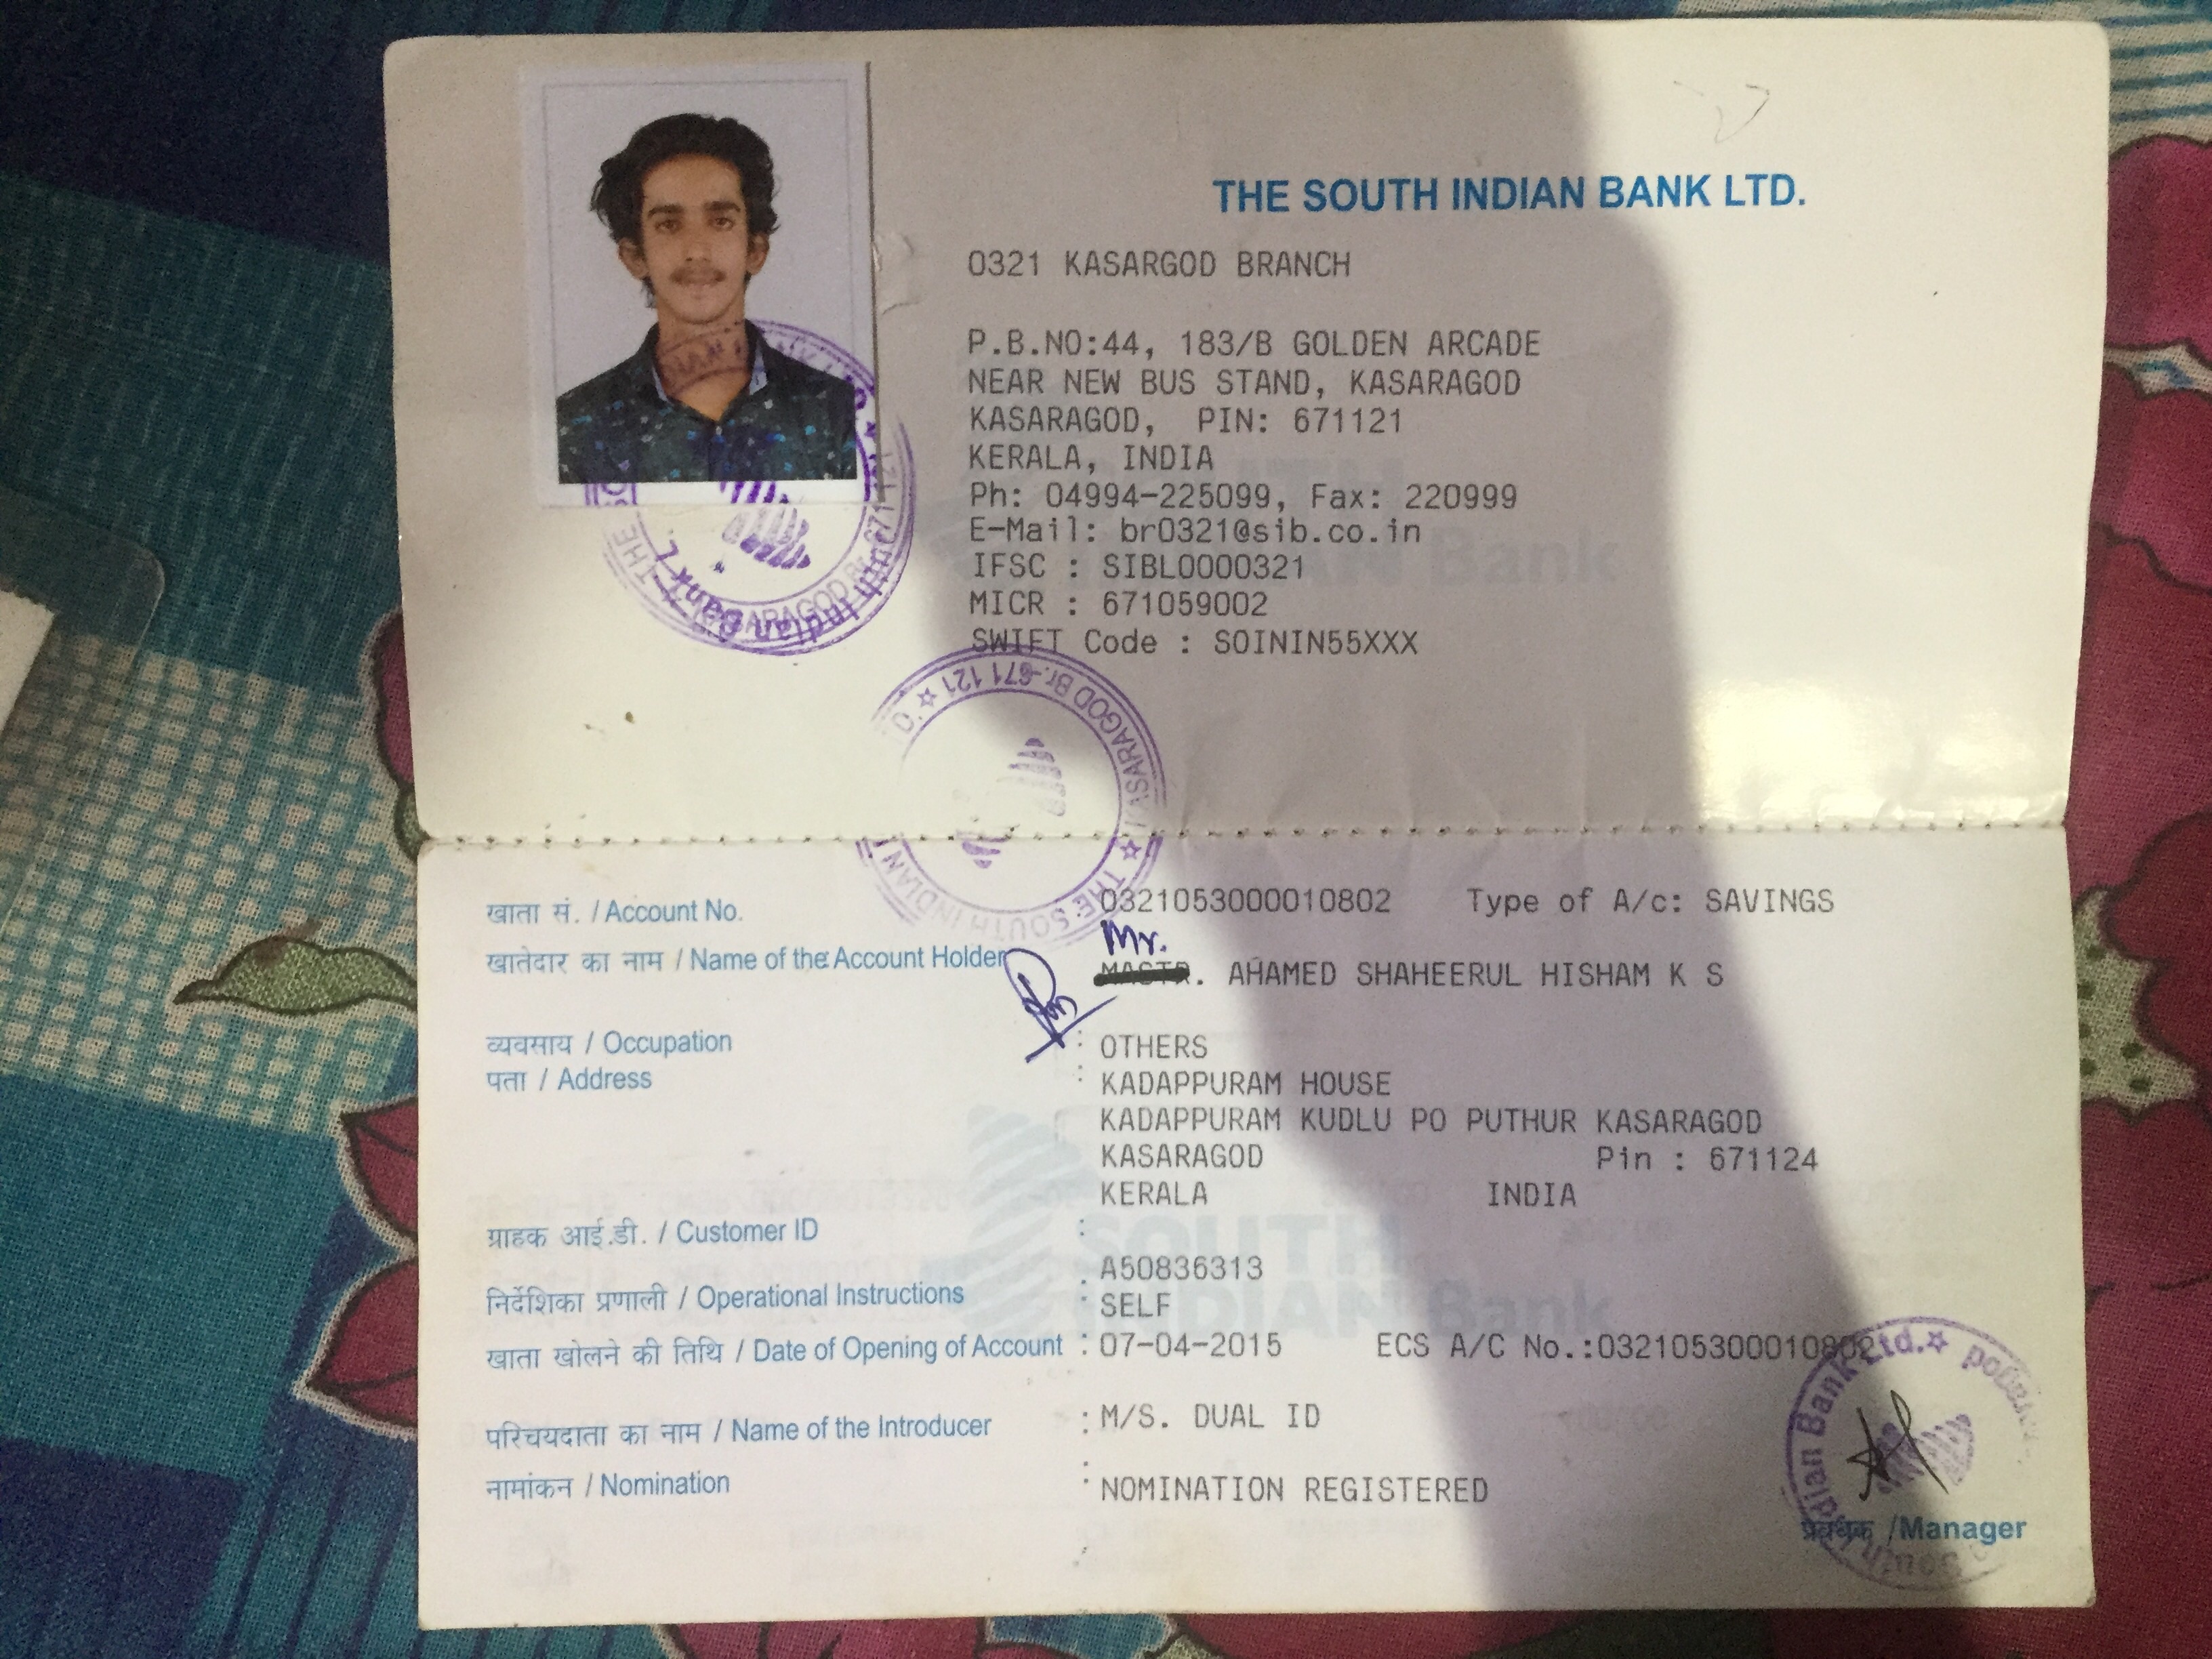 THE SOUTH INDIAN BANK LTD.
0321 KASARGOD BRANCH
P.B.NO:44, 183/B GOLDEN ARCADE
NEAR NEW BUS STAND, KASARAGOD
KASARAGOD, PIN: 671121
KERALA, INDIA
Ph: 04994-225099, Fax: 220999
E-Mail: br0321@sib.co.in
IFSC : SIBL0000321
MICR : 671059002
SWIFT Code : SOININ55XXX
THE SOUTH INDIAN
KASARAGOD Br-671 121
खाता सं. / Account No. 0321053000010802 Type of A/c: SAVINGS
Mr.
खातेदार का नाम / Name of the Account Holder . AHAMED SHAHEERUL HISHAM K S
व्यवसाय / Occupation : OTHERS
पता / Address : KADAPPURAM HOUSE
KADAPPURAM KUDLU PO PUTHUR KASARAGOD
KASARAGOD Pin : 671124
KERALA INDIA
ग्राहक आई.डी. / Customer ID : A50836313
निर्देशिका प्रणाली / Operational Instructions : SELF
खाता खोलने की तिथि / Date of Opening of Account : 07-04-2015 ECS A/C No.:0321053000010802
परिचयदाता का नाम / Name of the Introducer : M/S. DUAL ID
नामांकन / Nomination : NOMINATION REGISTERED
Indian Bank Ltd.
प्रबंधक /Manager